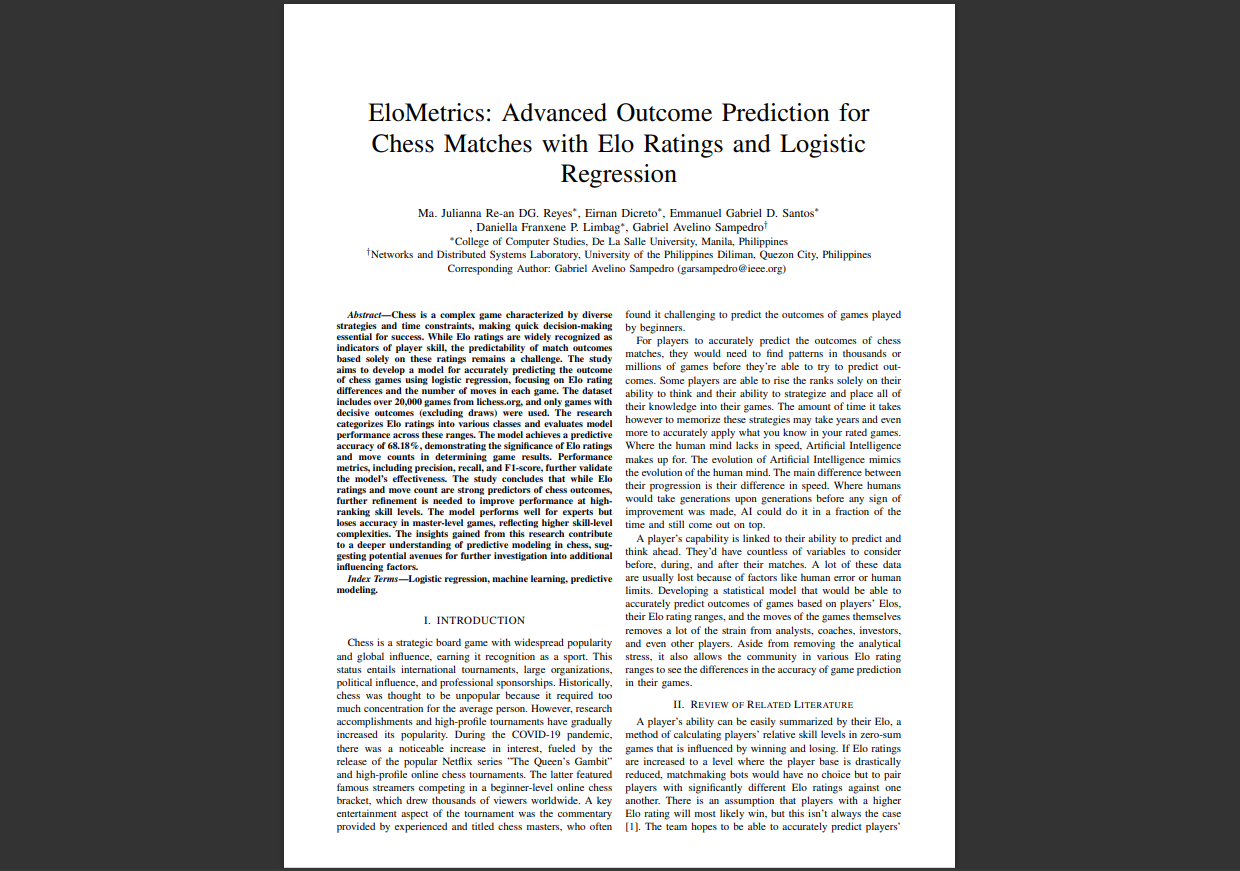 EloMetrics: Advanced Outcome Prediction for
Chess Matches with Elo Ratings and Logistic
Regression
Ma. Julianna Re-an DG. Reyes*, Eirnan Dicreto*, Emmanuel Gabriel D. Santos*
, Daniella Franxene P. Limbag*, Gabriel Avelino Sampedro†
*College of Computer Studies, De La Salle University, Manila, Philippines
†Networks and Distributed Systems Laboratory, University of the Philippines Diliman, Quezon City, Philippines
Corresponding Author: Gabriel Avelino Sampedro (garsampedro@ieee.org)
Abstract—Chess is a complex game characterized by diverse
strategies and time constraints, making quick decision-making
essential for success. While Elo ratings are widely recognized as
indicators of player skill, the predictability of match outcomes
based solely on these ratings remains a challenge. The study
aims to develop a model for accurately predicting the outcome
of chess games using logistic regression, focusing on Elo rating
differences and the number of moves in each game. The dataset
includes over 20,000 games from lichess.org, and only games with
decisive outcomes (excluding draws) were used. The research
categorizes Elo ratings into various classes and evaluates model
performance across these ranges. The model achieves a predictive
accuracy of 68.18%, demonstrating the significance of Elo ratings
and move counts in determining game results. Performance
metrics, including precision, recall, and F1-score, further validate
the model's effectiveness. The study concludes that while Elo
ratings and move count are strong predictors of chess outcomes,
further refinement is needed to improve performance at high-
ranking skill levels. The model performs well for experts but
loses accuracy in master-level games, reflecting higher skill-level
complexities. The insights gained from this research contribute
to a deeper understanding of predictive modeling in chess, sug-
gesting potential avenues for further investigation into additional
influencing factors.
Index Terms—Logistic regression, machine learning, predictive
modeling.
I. INTRODUCTION
Chess is a strategic board game with widespread popularity
and global influence, earning it recognition as a sport. This
status entails international tournaments, large organizations,
political influence, and professional sponsorships. Historically,
chess was thought to be unpopular because it required too
much concentration for the average person. However, research
accomplishments and high-profile tournaments have gradually
increased its popularity. During the COVID-19 pandemic,
there was a noticeable increase in interest, fueled by the
release of the popular Netflix series "The Queen's Gambit"
and high-profile online chess tournaments. The latter featured
famous streamers competing in a beginner-level online chess
bracket, which drew thousands of viewers worldwide. A key
entertainment aspect of the tournament was the commentary
provided by experienced and titled chess masters, who often
found it challenging to predict the outcomes of games played
by beginners.
For players to accurately predict the outcomes of chess
matches, they would need to find patterns in thousands or
millions of games before they're able to try to predict out-
comes. Some players are able to rise the ranks solely on their
ability to think and their ability to strategize and place all of
their knowledge into their games. The amount of time it takes
however to memorize these strategies may take years and even
more to accurately apply what you know in your rated games.
Where the human mind lacks in speed, Artificial Intelligence
makes up for. The evolution of Artificial Intelligence mimics
the evolution of the human mind. The main difference between
their progression is their difference in speed. Where humans
would take generations upon generations before any sign of
improvement was made, AI could do it in a fraction of the
time and still come out on top.
A player's capability is linked to their ability to predict and
think ahead. They'd have countless of variables to consider
before, during, and after their matches. A lot of these data
are usually lost because of factors like human error or human
limits. Developing a statistical model that would be able to
accurately predict outcomes of games based on players' Elos,
their Elo rating ranges, and the moves of the games themselves
removes a lot of the strain from analysts, coaches, investors,
and even other players. Aside from removing the analytical
stress, it also allows the community in various Elo rating
ranges to see the differences in the accuracy of game prediction
in their games.
II. REVIEW OF RELATED LITERATURE
A player's ability can be easily summarized by their Elo, a
method of calculating players' relative skill levels in zero-sum
games that is influenced by winning and losing. If Elo ratings
are increased to a level where the player base is drastically
reduced, matchmaking bots would have no choice but to pair
players with significantly different Elo ratings against one
another. There is an assumption that players with a higher
Elo rating will most likely win, but this isn't always the case
[1]. The team hopes to be able to accurately predict players'